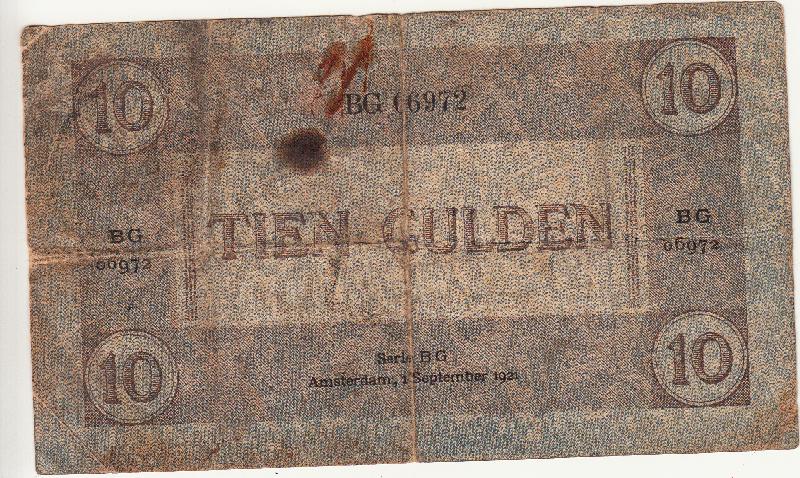 10
10
BG 06972
TIEN GULDEN
BG
06972
BG
06972
Serie BG
Amsterdam, 1 September 1921
10
10